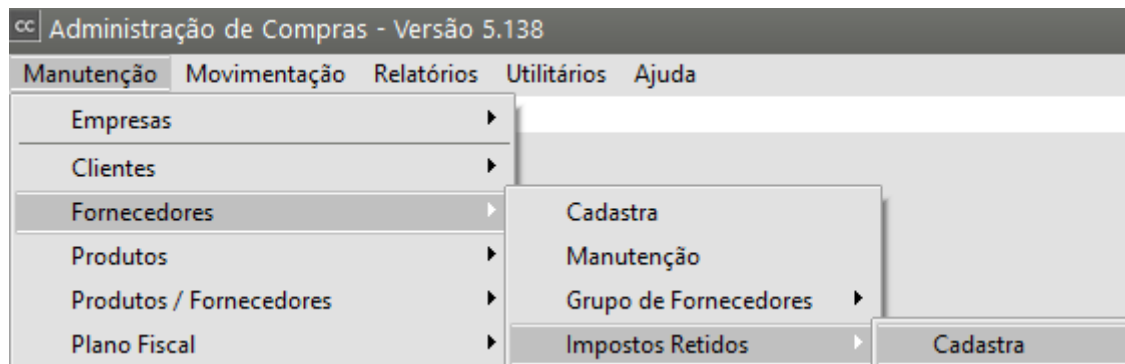 cc Administração de Compras - Versão 5.138
Manutenção Movimentação Relatórios Utilitários Ajuda
Empresas
Clientes
Fornecedores Cadastra
Produtos Manutenção
Produtos / Fornecedores Grupo de Fornecedores
Plano Fiscal Impostos Retidos Cadastra